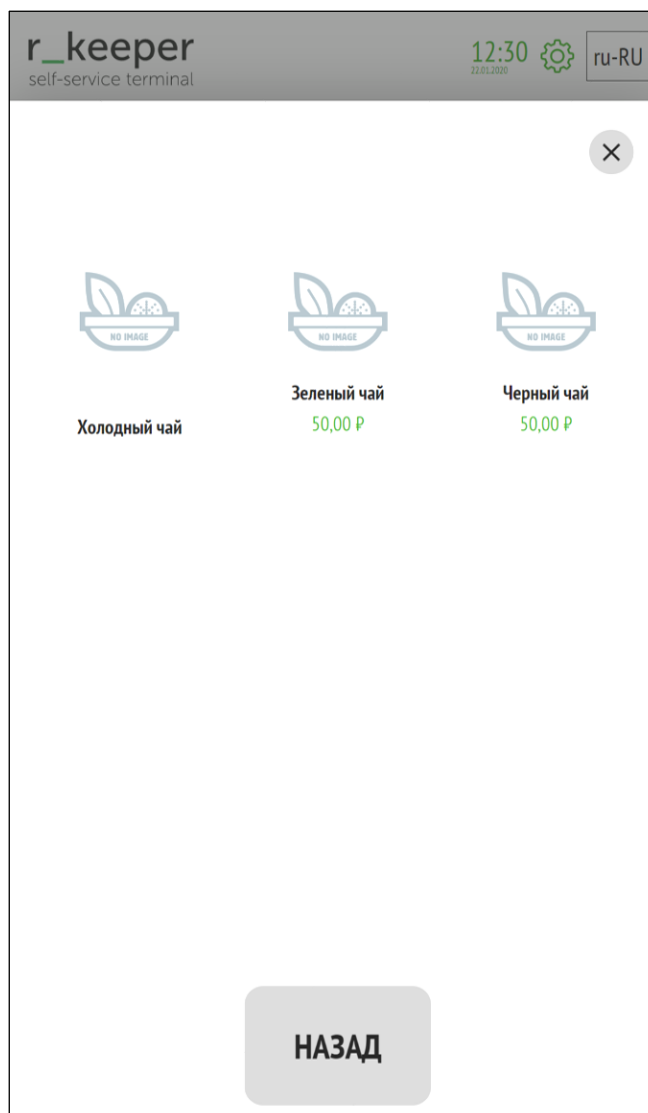 r_keeper
self-service terminal
12:30
22.01.2020
ru-RU
NO IMAGE
NO IMAGE
NO IMAGE
Холодный чай
Зеленый чай
50,00 ₽
Черный чай
50,00 ₽
НАЗАД